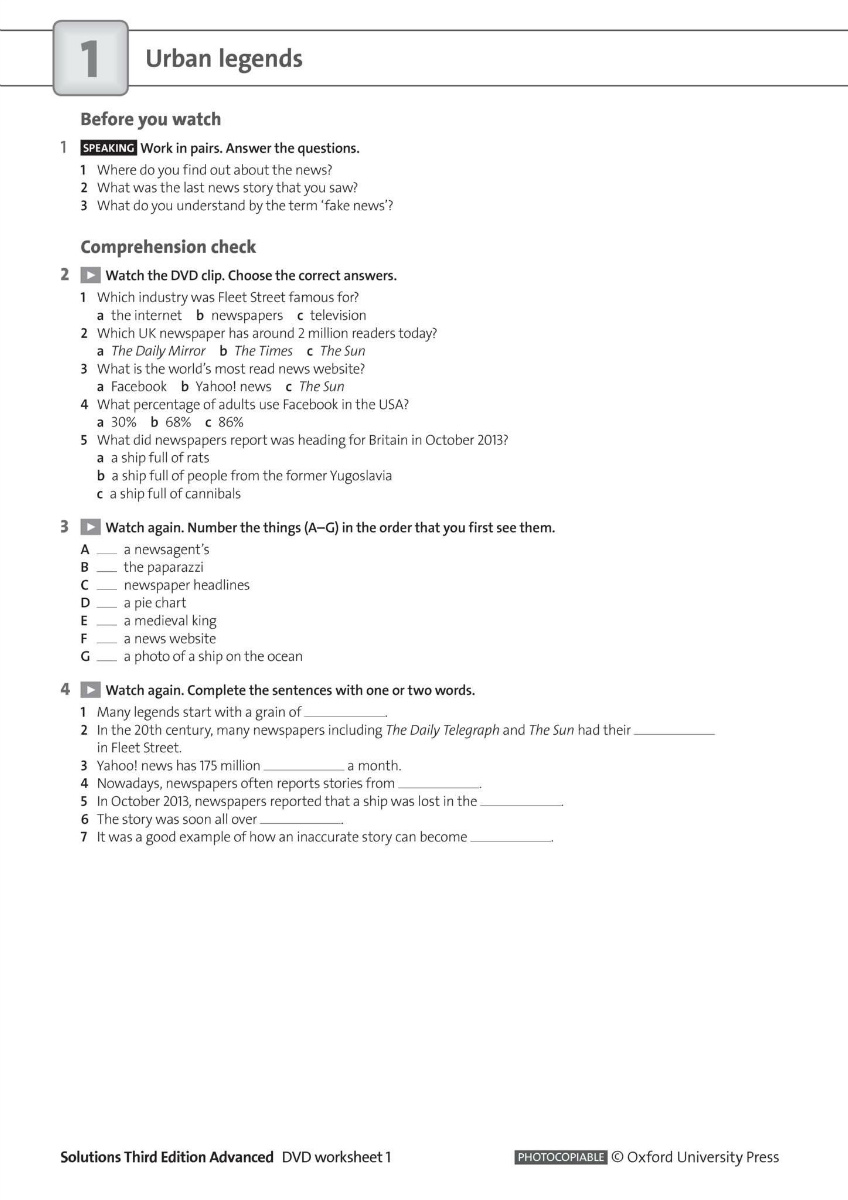 1
Urban legends
Before you watch
1 SPEAKING Work in pairs. Answer the questions.
1 Where do you find out about the news?
2 What was the last news story that you saw?
3 What do you understand by the term ‘fake news’?
Comprehension check
2 Watch the DVD clip. Choose the correct answers.
1 Which industry was Fleet Street famous for?
a the internet b newspapers c television
2 Which UK newspaper has around 2 million readers today?
a The Daily Mirror b The Times c The Sun
3 What is the world’s most read news website?
a Facebook b Yahoo! news c The Sun
4 What percentage of adults use Facebook in the USA?
a 30% b 68% c 86%
5 What did newspapers report was heading for Britain in October 2013?
a a ship full of rats
b a ship full of people from the former Yugoslavia
c a ship full of cannibals
3 Watch again. Number the things (A–G) in the order that you first see them.
A ___ a newsagent’s
B ___ the paparazzi
C ___ newspaper headlines
D ___ a pie chart
E ___ a medieval king
F ___ a news website
G ___ a photo of a ship on the ocean
4 Watch again. Complete the sentences with one or two words.
1 Many legends start with a grain of ____________.
2 In the 20th century, many newspapers including The Daily Telegraph and The Sun had their ____________
in Fleet Street.
3 Yahoo! news has 175 million ____________ a month.
4 Nowadays, newspapers often reports stories from ____________.
5 In October 2013, newspapers reported that a ship was lost in the ____________.
6 The story was soon all over ____________.
7 It was a good example of how an inaccurate story can become ____________.
Solutions Third Edition Advanced DVD worksheet 1
PHOTOCOPIABLE © Oxford University Press